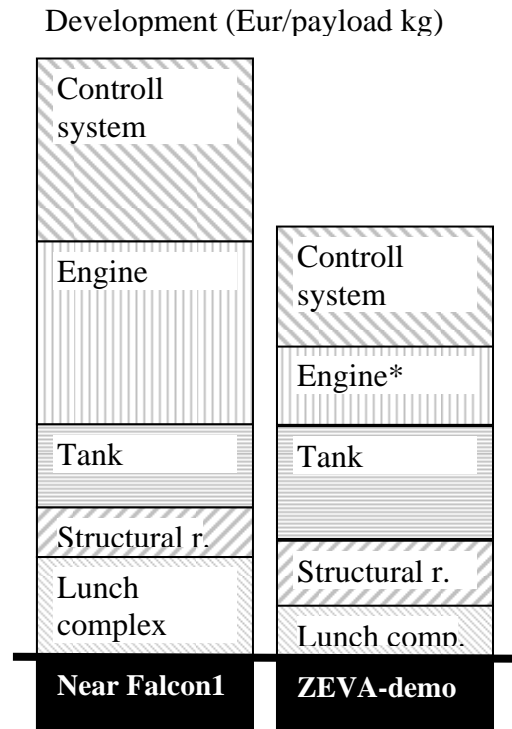 Development (Eur/payload kg)
Controll
system
Engine
Tank
Structural r.
Lunch
complex
Near Falcon1
Controll
system
Engine*
Tank
Structural r.
Lunch comp.
ZEVA-demo